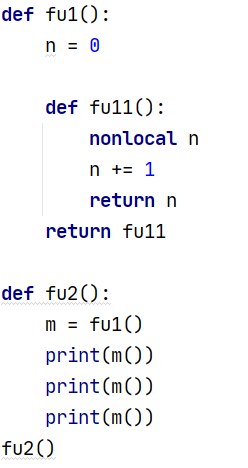 def fu1():
    n = 0

    def fu11():
        nonlocal n
        n += 1
        return n
    return fu11

def fu2():
    m = fu1()
    print(m())
    print(m())
    print(m())
fu2()